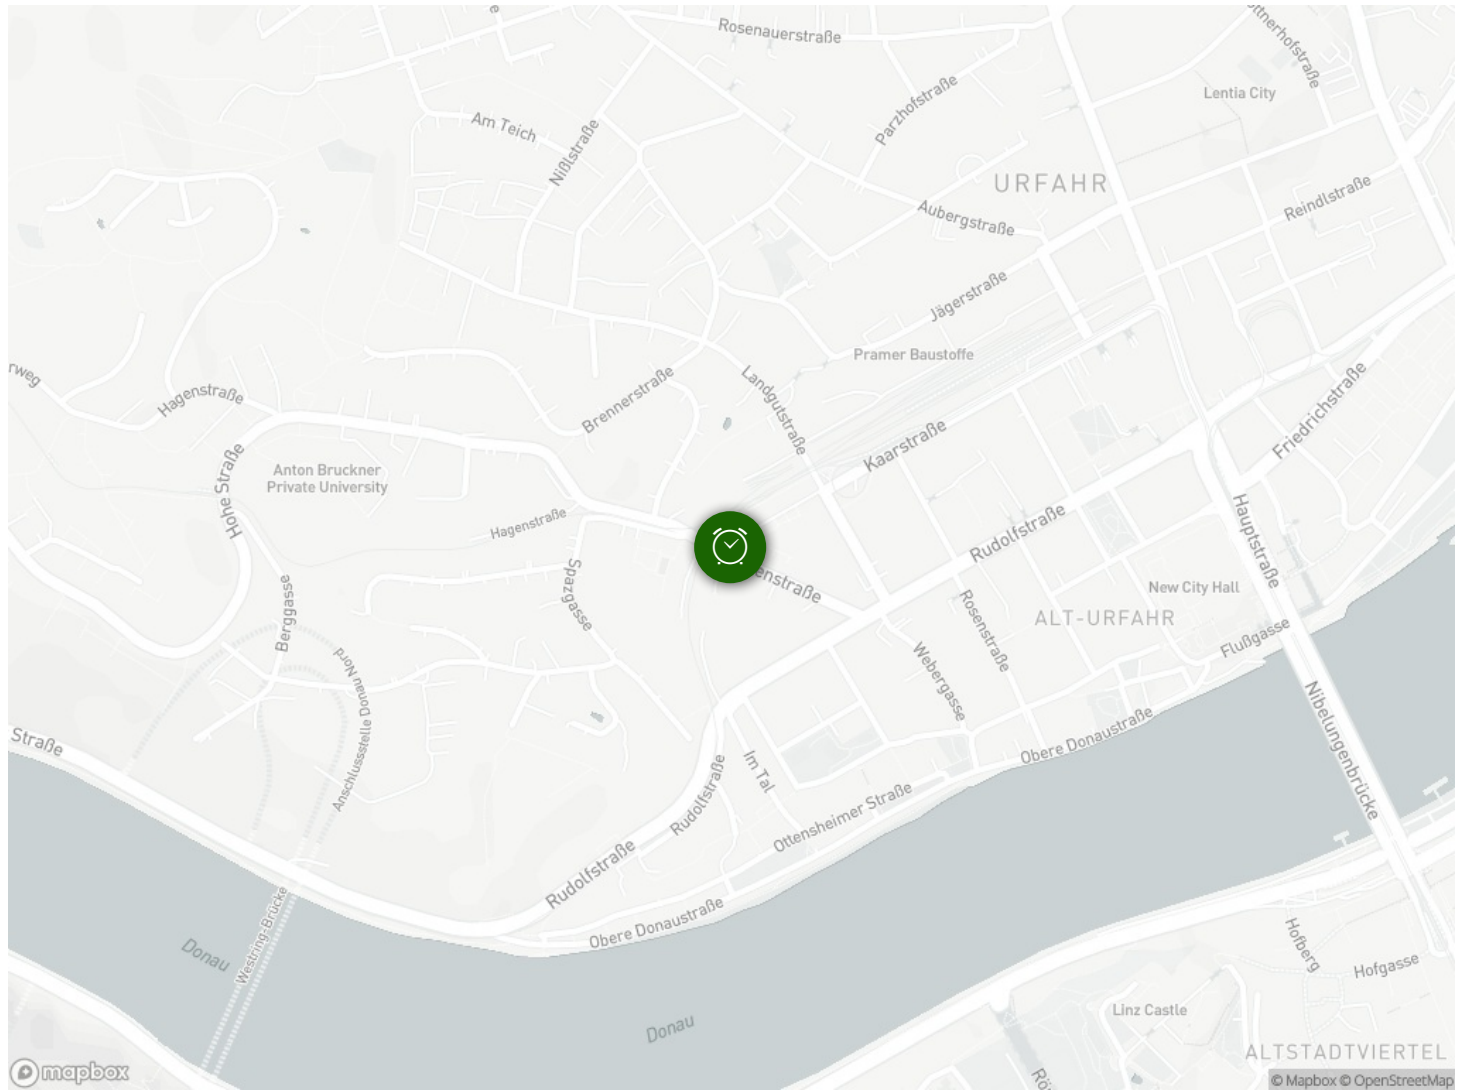 Rosenauerstraße
Lentia City
Parzhofstraße
Am Teich
Nißlstraße
URFAHR
Reindlstraße
Aubergstraße
Jägerstraße
Pramer Baustoffe
rweg
Hagenstraße
Brennerstraße
Landgutstraße
Friedrichstraße
Kaarstraße
Hohe Straße
Anton Bruckner
Private University
Hagenstraße
Rudolfstraße
Hauptstraße
enstraße
Spazgasse
Berggasse
Rosenstraße
New City Hall
ALT-URFAHR
Flußgasse
Webergasse
Anschlussstelle Donau Nord
Straße
Nibelungenbrücke
Obere Donaustraße
Im Tal
Rudolfstraße
Ottensheimer Straße
Rudolfstraße
Obere Donaustraße
Westring-Brücke
Donau
Hofberg
Hofgasse
Donau
Linz Castle
ALTSTADTVIERTEL
mapbox
© Mapbox © OpenStreetMap